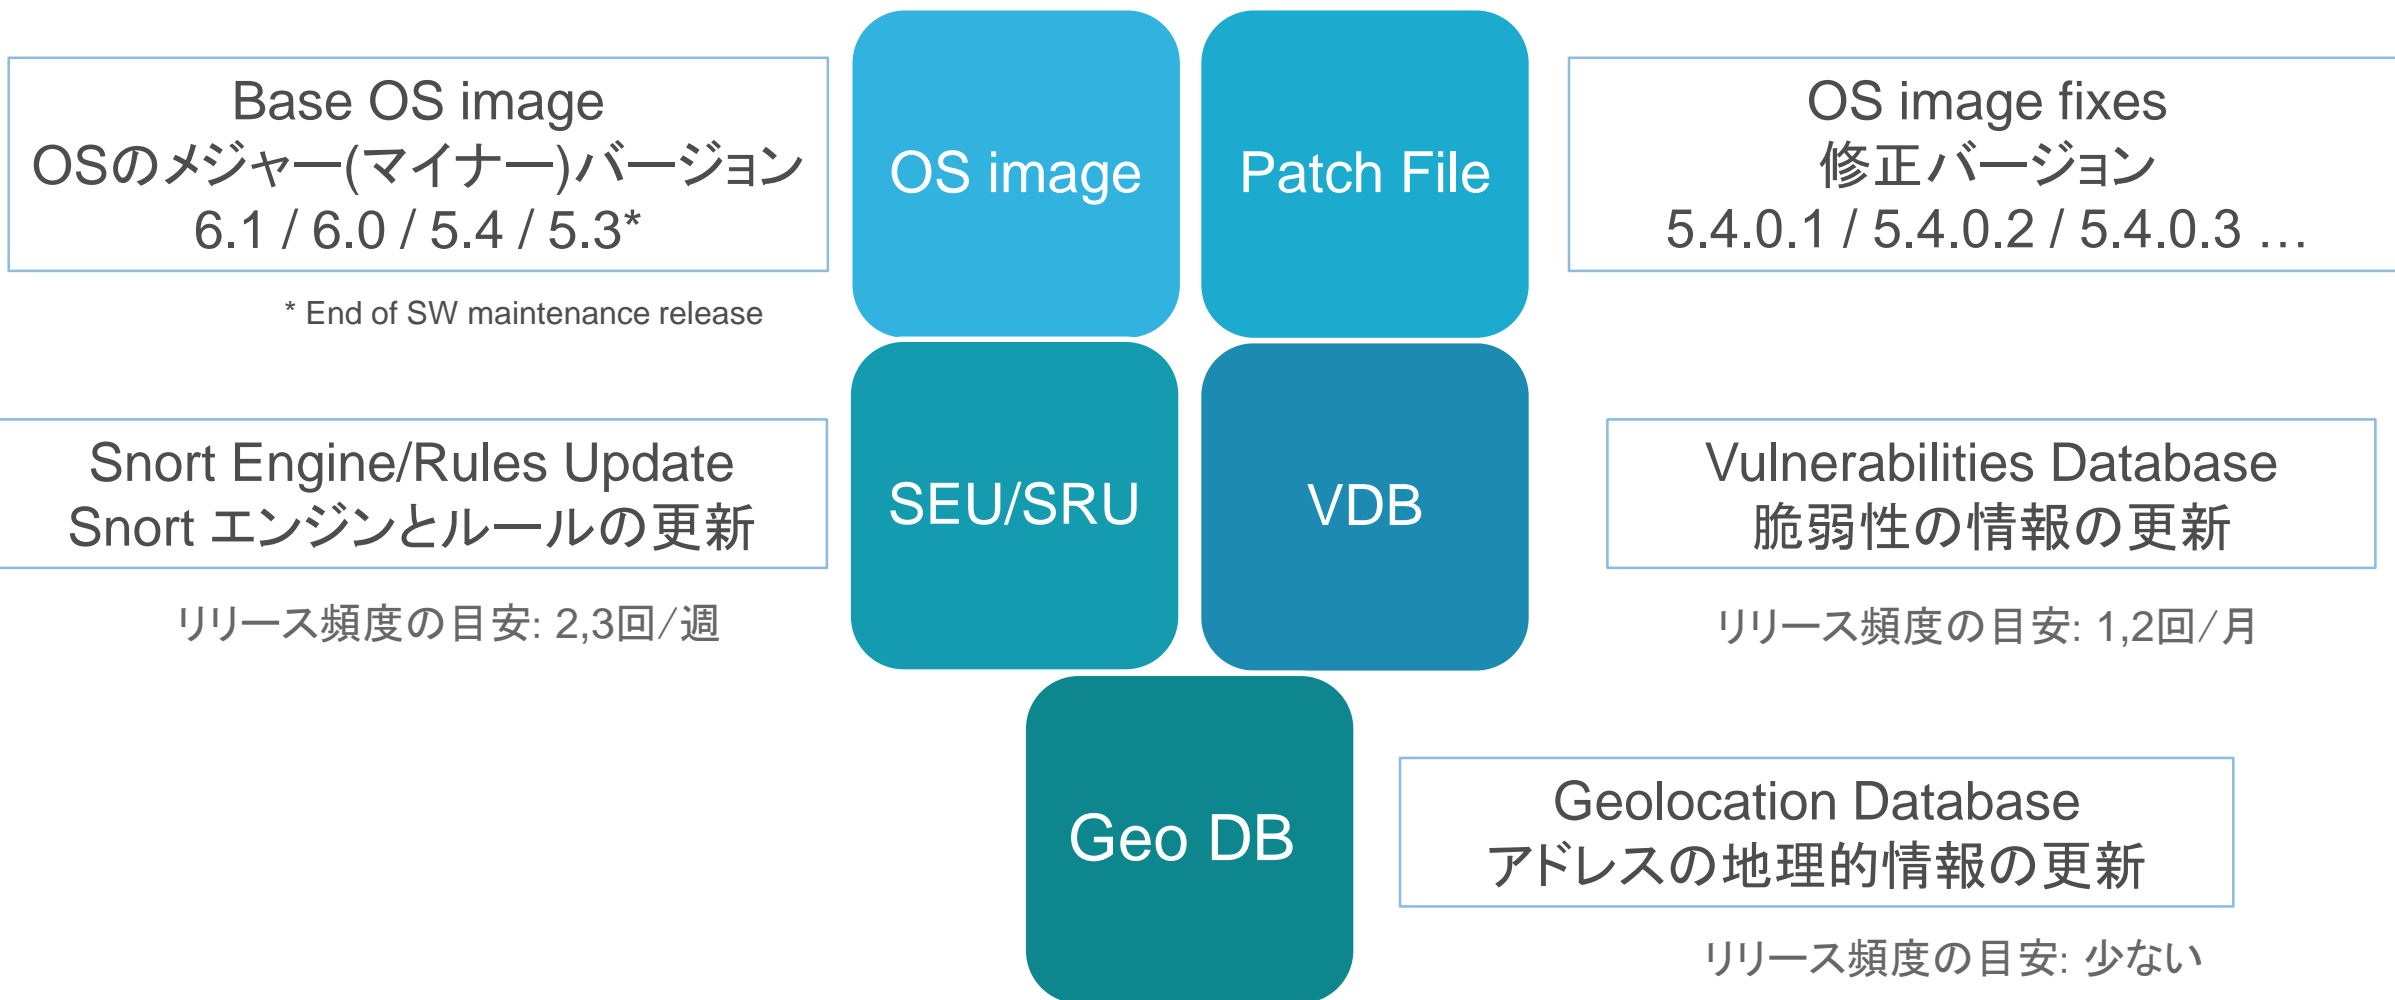 Base OS image
OSのメジャー(マイナー)バージョン
6.1 / 6.0 / 5.4 / 5.3*
* End of SW maintenance release
OS image
Patch File
OS image fixes
修正バージョン
5.4.0.1 / 5.4.0.2 / 5.4.0.3 …
Snort Engine/Rules Update
Snort エンジンとルールの更新
リリース頻度の目安: 2,3回/週
SEU/SRU
VDB
Vulnerabilities Database
脆弱性の情報の更新
リリース頻度の目安: 1,2回/月
Geo DB
Geolocation Database
アドレスの地理的情報の更新
リリース頻度の目安: 少ない